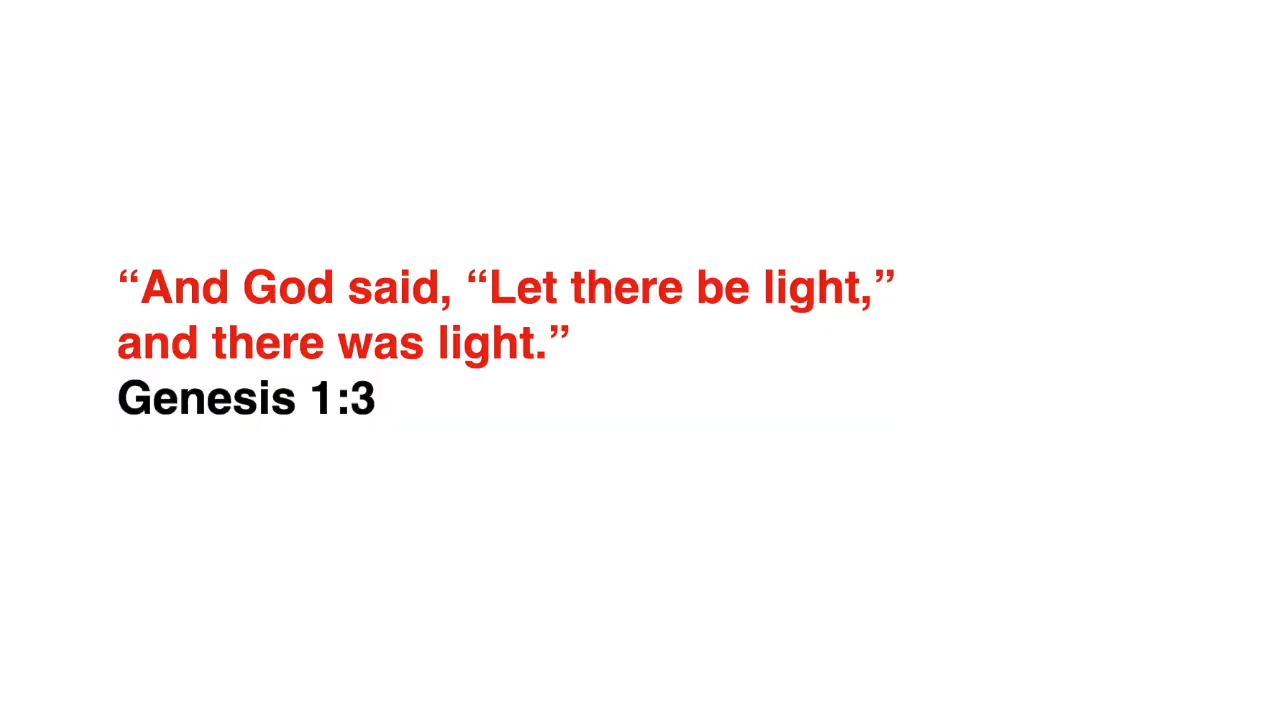 “And God said, “Let there be light,”
and there was light.”
Genesis 1:3